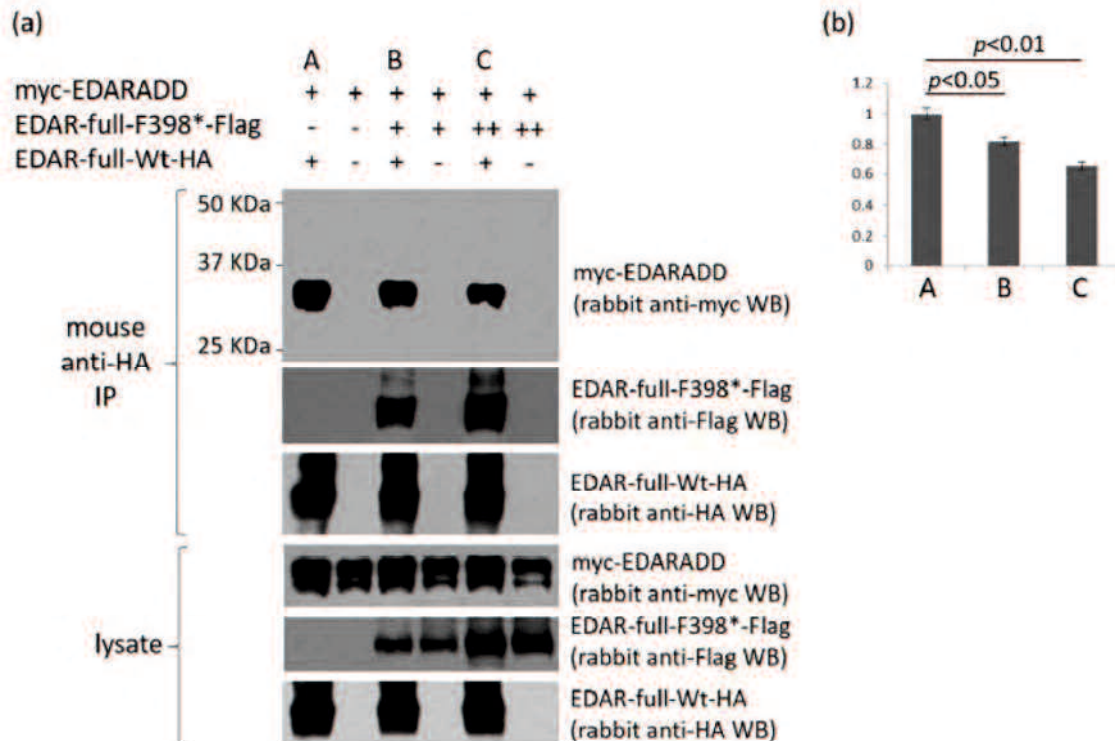 (a)
A B C
myc-EDARADD + + + + + +
EDAR-full-F398*-Flag - - + + ++ ++
EDAR-full-Wt-HA + - + - + -
mouse
anti-HA
IP
50 KDa
37 KDa
25 KDa
myc-EDARADD
(rabbit anti-myc WB)
EDAR-full-F398*-Flag
(rabbit anti-Flag WB)
EDAR-full-Wt-HA
(rabbit anti-HA WB)
lysate
myc-EDARADD
(rabbit anti-myc WB)
EDAR-full-F398*-Flag
(rabbit anti-Flag WB)
EDAR-full-Wt-HA
(rabbit anti-HA WB)
(b)
p<0.01
p<0.05
1.2
1
0.8
0.6
0.4
0.2
0
A B C